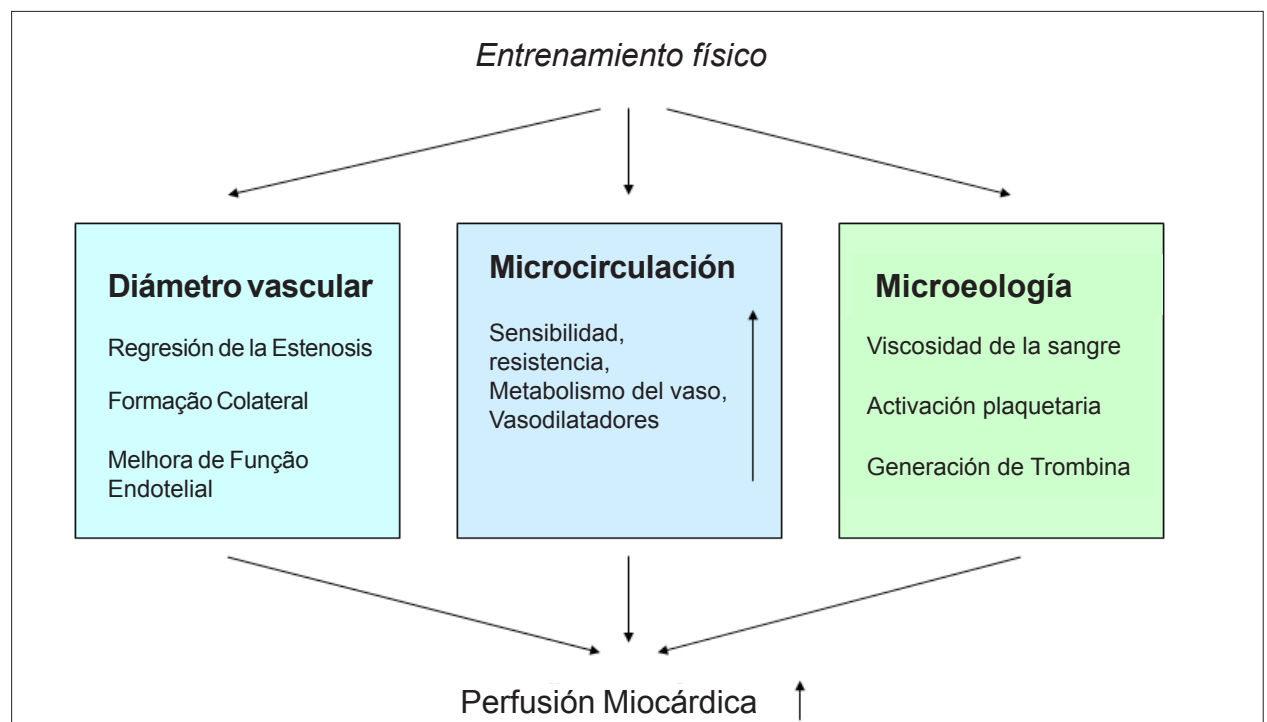 Entrenamiento físico
Diámetro vascular
Regresión de la Estenosis
Formação Colateral
Melhora de Função
Endotelial
Microcirculación
Sensibilidad,
resistencia,
Metabolismo del vaso,
Vasodilatadores
Microeología
Viscosidad de la sangre
Activación plaquetaria
Generación de Trombina
Perfusión Miocárdica